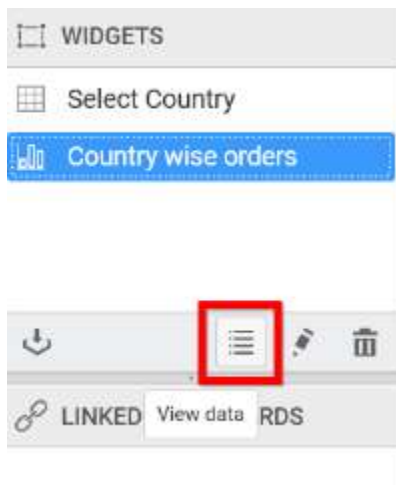 WIDGETS
Select Country
Country wise orders
LINKED
View data
RDS